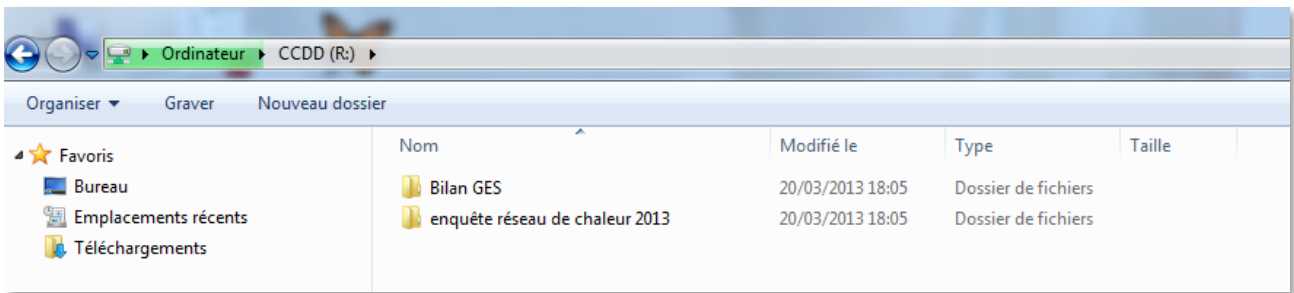 Ordinateur CCDD (R:)
Organiser Graver Nouveau dossier
Favoris
Bureau
Emplacements récents
Téléchargements
Nom Modifié le Type Taille
Bilan GES 20/03/2013 18:05 Dossier de fichiers
enquête réseau de chaleur 2013 20/03/2013 18:05 Dossier de fichiers